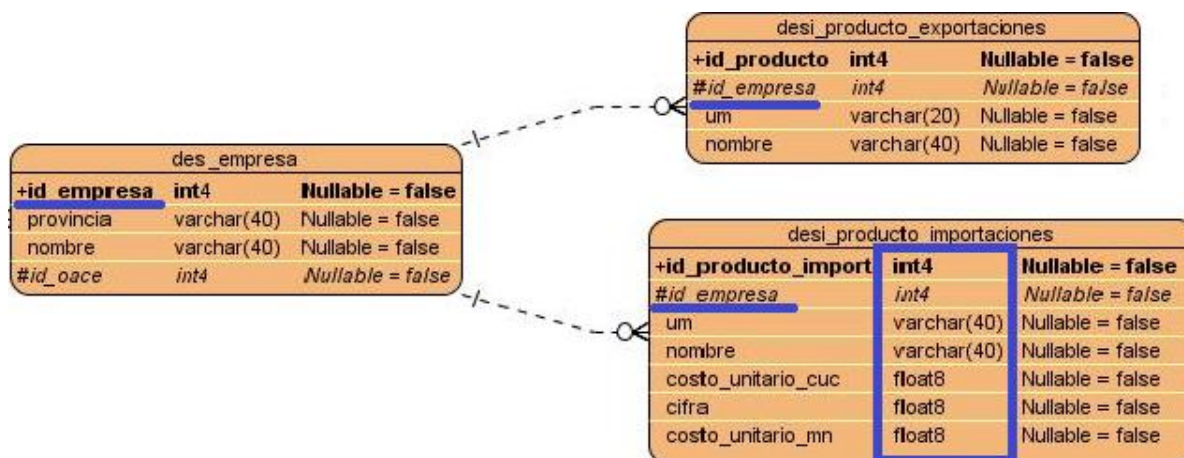 desi_producto_exportaciones
+id_producto int4 Nullable = false
#id_empresa int4 Nullable = false
um varchar(20) Nullable = false
nombre varchar(40) Nullable = false
des_empresa
+id_empresa int4 Nullable = false
provincia varchar(40) Nullable = false
nombre varchar(40) Nullable = false
#id_oace int4 Nullable = false
desi_producto_importaciones
+id_producto_import int4 Nullable = false
#id_empresa int4 Nullable = false
um varchar(40) Nullable = false
nombre varchar(40) Nullable = false
costo_unitario_cuc float8 Nullable = false
cifra float8 Nullable = false
costo_unitario_mn float8 Nullable = false